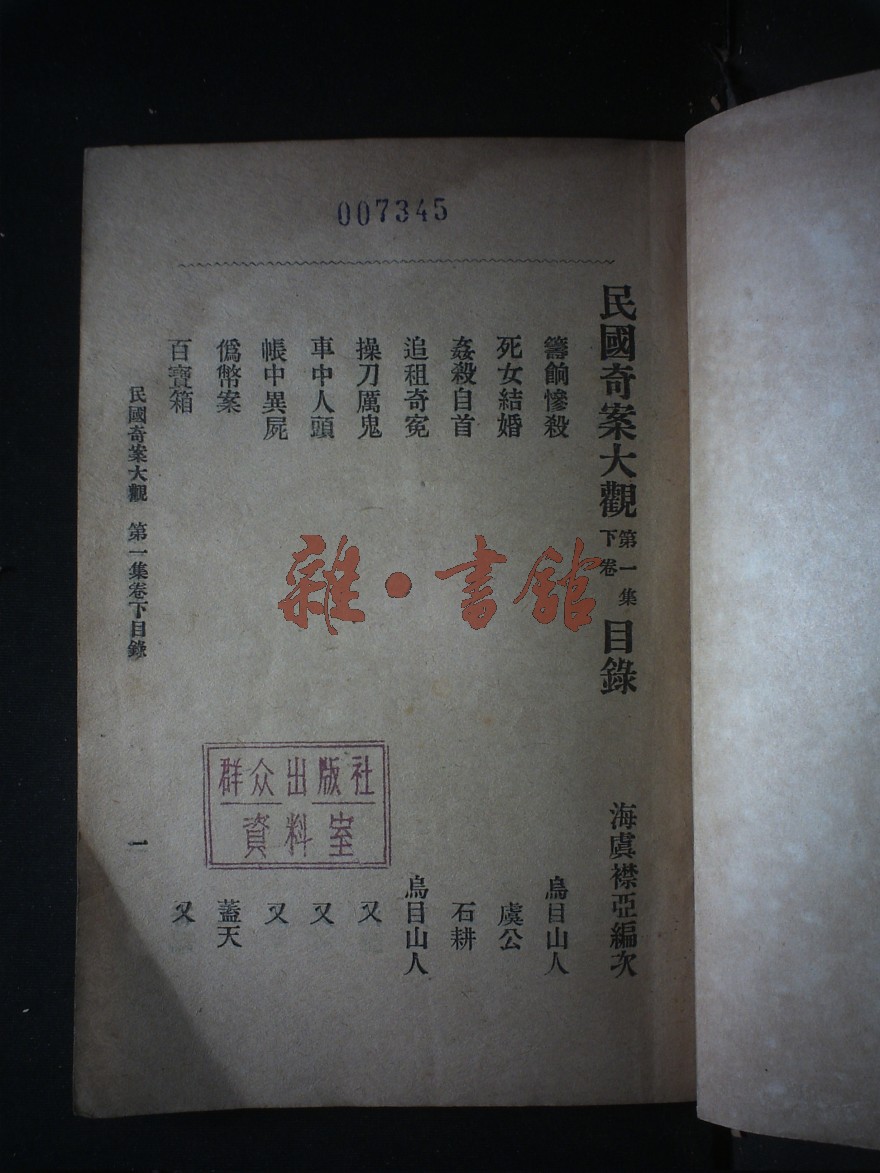 007345
民國奇案大觀 第一集下卷 目錄
海虞襟亞編次
籌餉慘殺 烏目山人
死女結婚 虞公
姦殺自首 石耕
追租奇冤 烏目山人
操刀厲鬼 又
車中人頭 又
帳中異屍 又
僞幣案 蓋天
百寶箱 又
民國奇案大觀 第一集卷下目錄 一
雜·書館
群众出版社
資料室